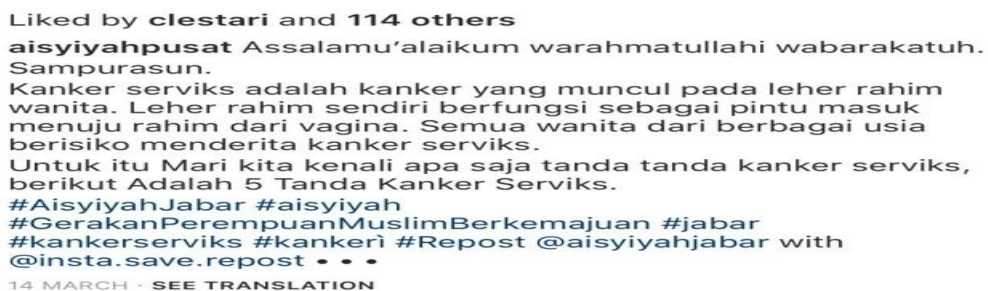 Liked by clestari and 114 others
aisyiyahpusat Assalamu'alaikum warahmatullahi wabarakatuh.
Sampurasun.
Kanker serviks adalah kanker yang muncul pada leher rahim
wanita. Leher rahim sendiri berfungsi sebagai pintu masuk
menuju rahim dari vagina. Semua wanita dari berbagai usia
berisiko menderita kanker serviks.
Untuk itu Mari kita kenali apa saja tanda tanda kanker serviks,
berikut Adalah 5 Tanda Kanker Serviks.
#AisyiyahJabar #aisyiyah
#GerakanPerempuanMuslimBerkemajuan #jabar
#kankerserviks #kankerì #Repost @aisyiyahjabar with
@insta.save.repost • • •
14 MARCH · SEE TRANSLATION